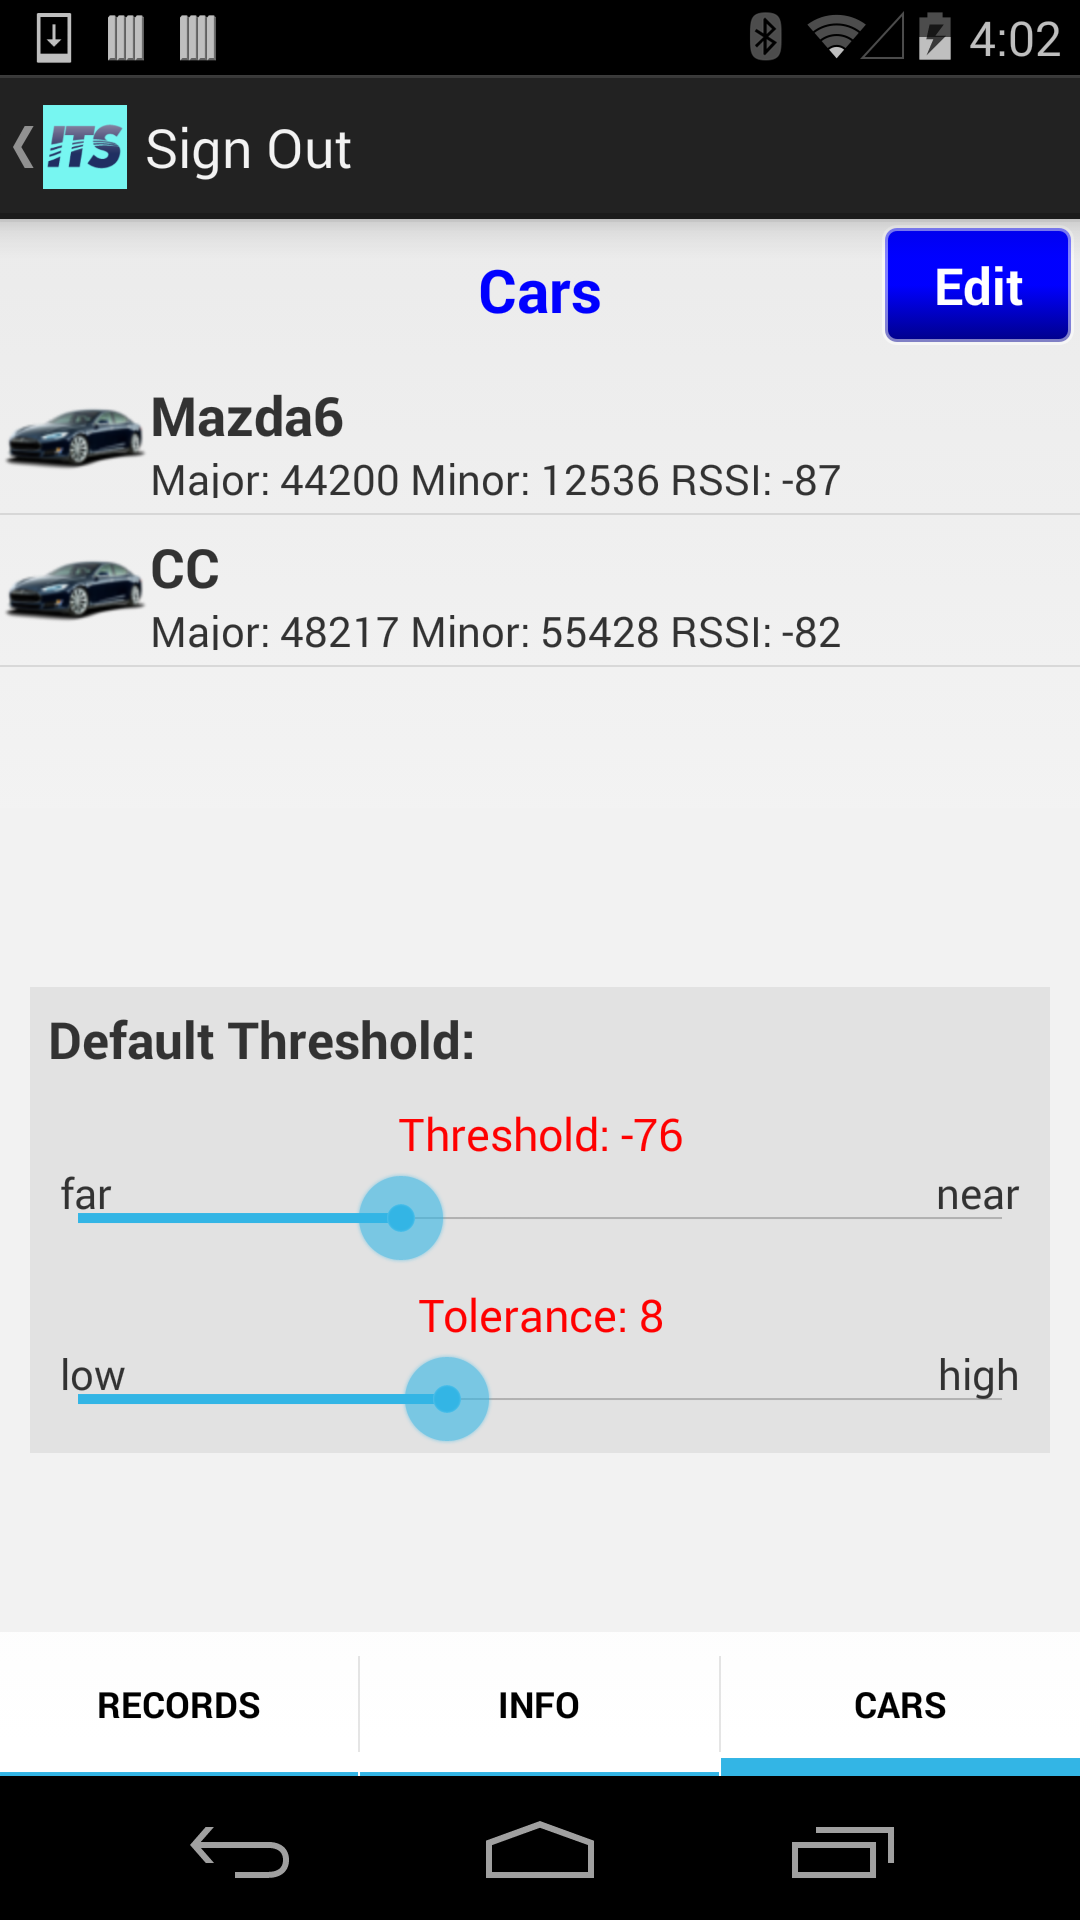 4:02
ITS Sign Out
Cars
Edit
Mazda6
Major: 44200 Minor: 12536 RSSI: -87
CC
Major: 48217 Minor: 55428 RSSI: -82
Default Threshold:
Threshold: -76
far near
Tolerance: 8
low high
RECORDS INFO CARS